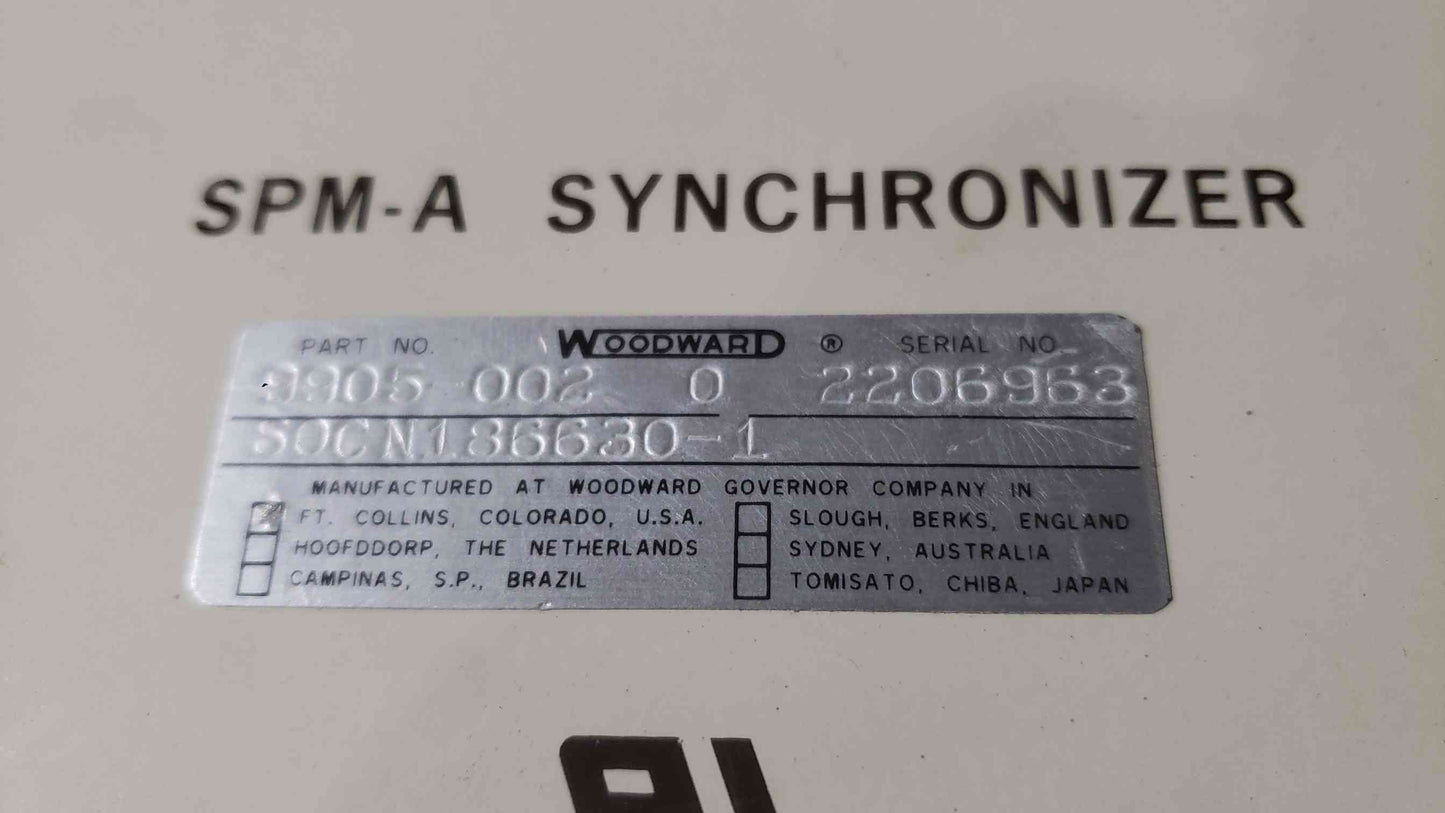 SPM-A SYNCHRONIZER
PART NO. WOODWARD ® SERIAL NO
9905 002 0 2206963
SOCN186630-1
MANUFACTURED AT WOODWARD GOVERNOR COMPANY IN
FT. COLLINS, COLORADO, U.S.A. SLOUGH, BERKS, ENGLAND
HOOFDDORP, THE NETHERLANDS SYDNEY, AUSTRALIA
CAMPINAS, S.P., BRAZIL TOMISATO, CHIBA, JAPAN